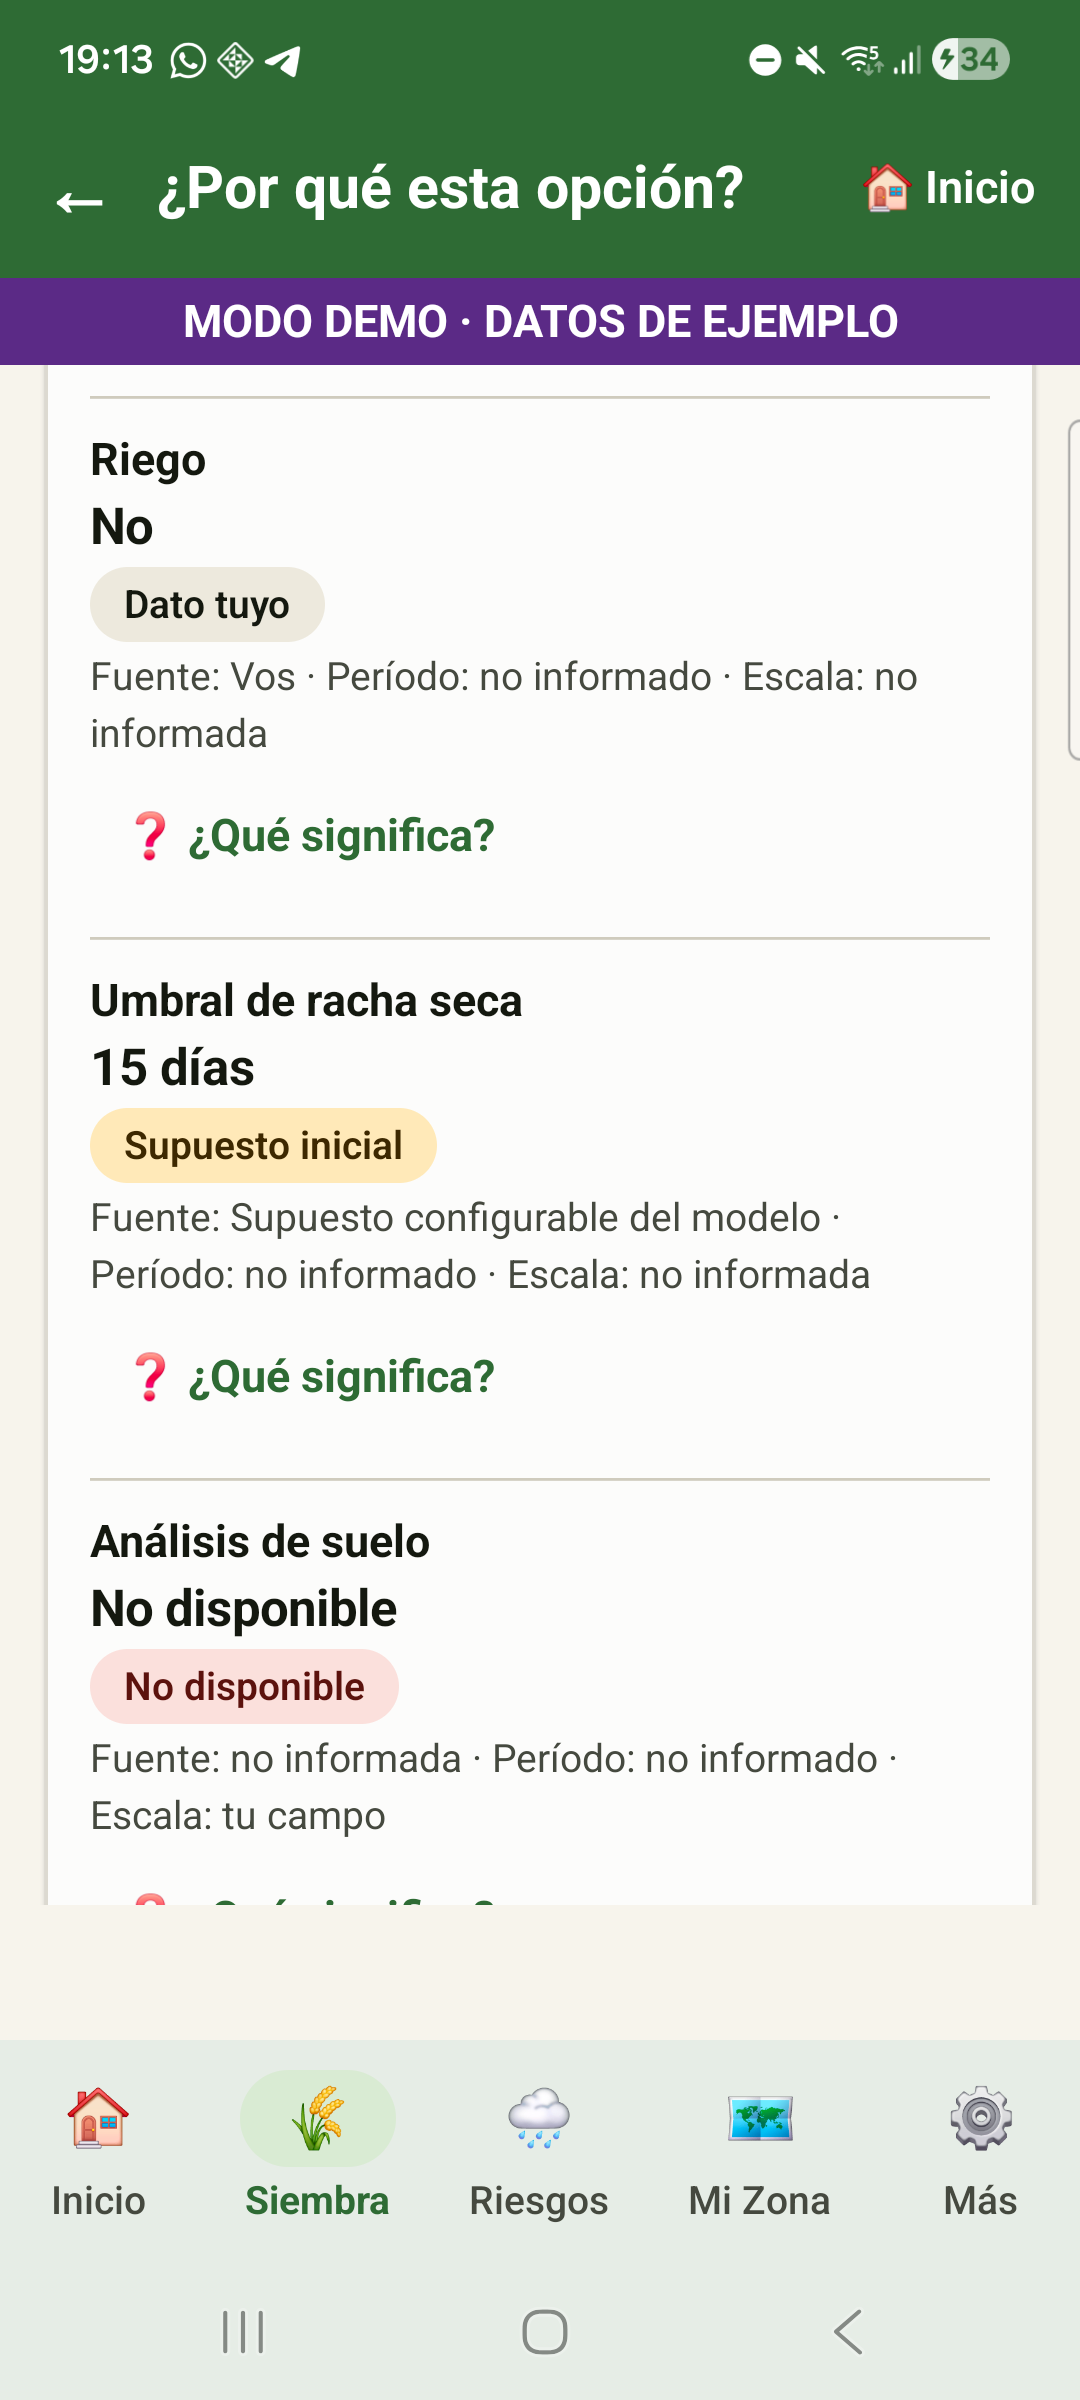 19:13
5
34
← ¿Por qué esta opción?
Inicio
MODO DEMO · DATOS DE EJEMPLO
Riego
No
Dato tuyo
Fuente: Vos · Período: no informado · Escala: no
informada
❓ ¿Qué significa?
Umbral de racha seca
15 días
Supuesto inicial
Fuente: Supuesto configurable del modelo ·
Período: no informado · Escala: no informada
❓ ¿Qué significa?
Análisis de suelo
No disponible
No disponible
Fuente: no informada · Período: no informado ·
Escala: tu campo
Inicio
Siembra
Riesgos
Mi Zona
Más